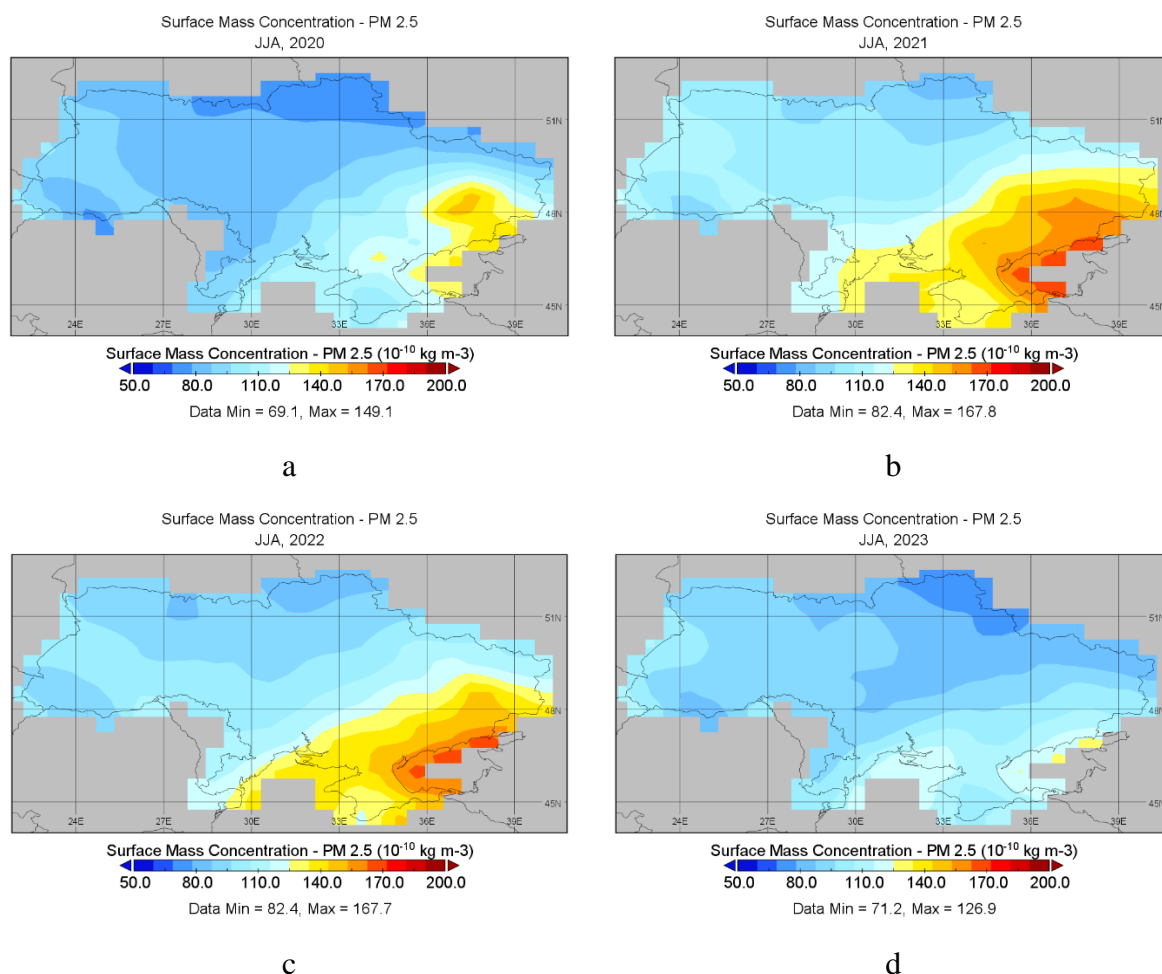 Surface Mass Concentration - PM 2.5
JJA, 2020
51N
48N
45N
24E 27E 30E 33E 36E 39E
Surface Mass Concentration - PM 2.5 (10⁻¹⁰ kg m-3)
50.0 80.0 110.0 140.0 170.0 200.0
Data Min = 69.1, Max = 149.1
a
Surface Mass Concentration - PM 2.5
JJA, 2021
51N
48N
45N
24E 27E 30E 33E 36E 39E
Surface Mass Concentration - PM 2.5 (10⁻¹⁰ kg m-3)
50.0 80.0 110.0 140.0 170.0 200.0
Data Min = 82.4, Max = 167.8
b
Surface Mass Concentration - PM 2.5
JJA, 2022
51N
48N
45N
24E 27E 30E 33E 36E 39E
Surface Mass Concentration - PM 2.5 (10⁻¹⁰ kg m-3)
50.0 80.0 110.0 140.0 170.0 200.0
Data Min = 82.4, Max = 167.7
c
Surface Mass Concentration - PM 2.5
JJA, 2023
51N
48N
45N
24E 27E 30E 33E 36E 39E
Surface Mass Concentration - PM 2.5 (10⁻¹⁰ kg m-3)
50.0 80.0 110.0 140.0 170.0 200.0
Data Min = 71.2, Max = 126.9
d